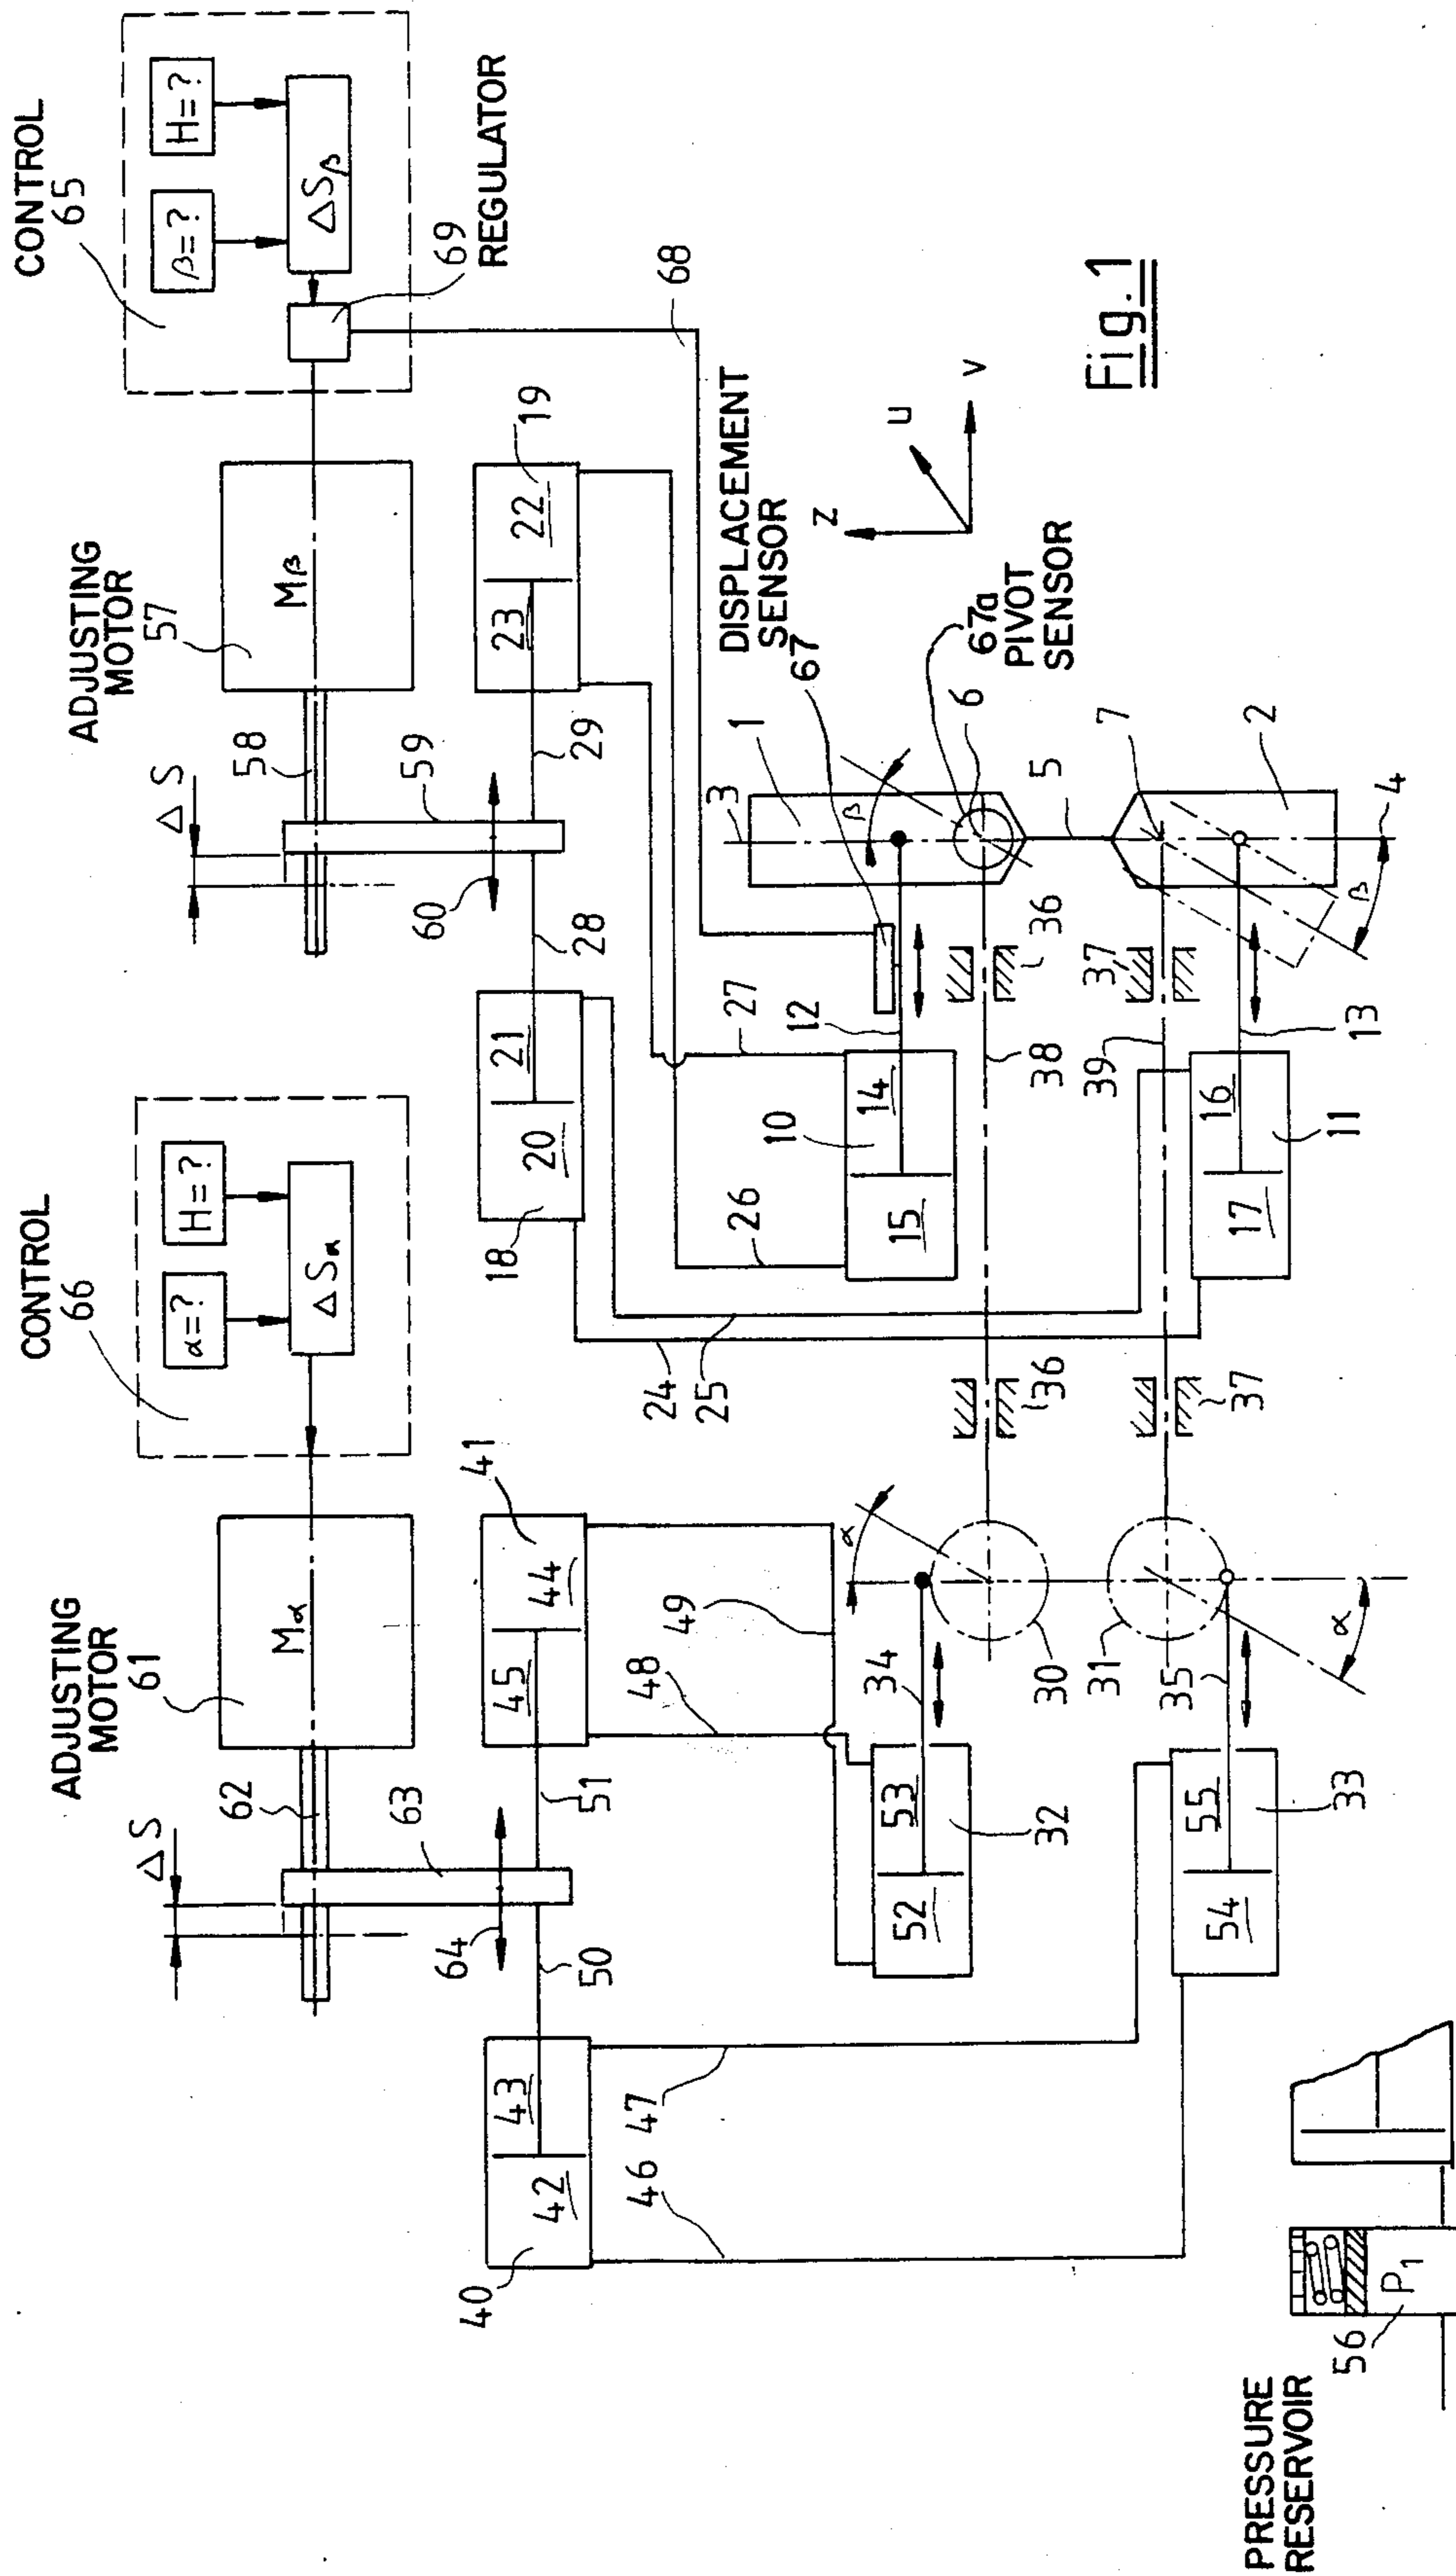 CONTROL
65
β=?
H=?
ΔSβ
69
REGULATOR
68
ADJUSTING
MOTOR
57
Mβ
58
ΔS
59
60
29
28
23
22
19
21
20
18
CONTROL
66
α=?
H=?
ΔSα
ADJUSTING
MOTOR
61
Mα
62
ΔS
63
64
51
50
45
44
41
43
42
40
46
47
48
49
24
25
26
27
DISPLACEMENT
SENSOR
67
67a
PIVOT
SENSOR
Z
u
v
1
3
β
6
5
7
2
4
β
12
14
10
15
36
37
38
39
13
16
11
17
36
37
α
34
30
31
35
α
53
52
32
55
54
33
PRESSURE
RESERVOIR
56
P1
Fig.1